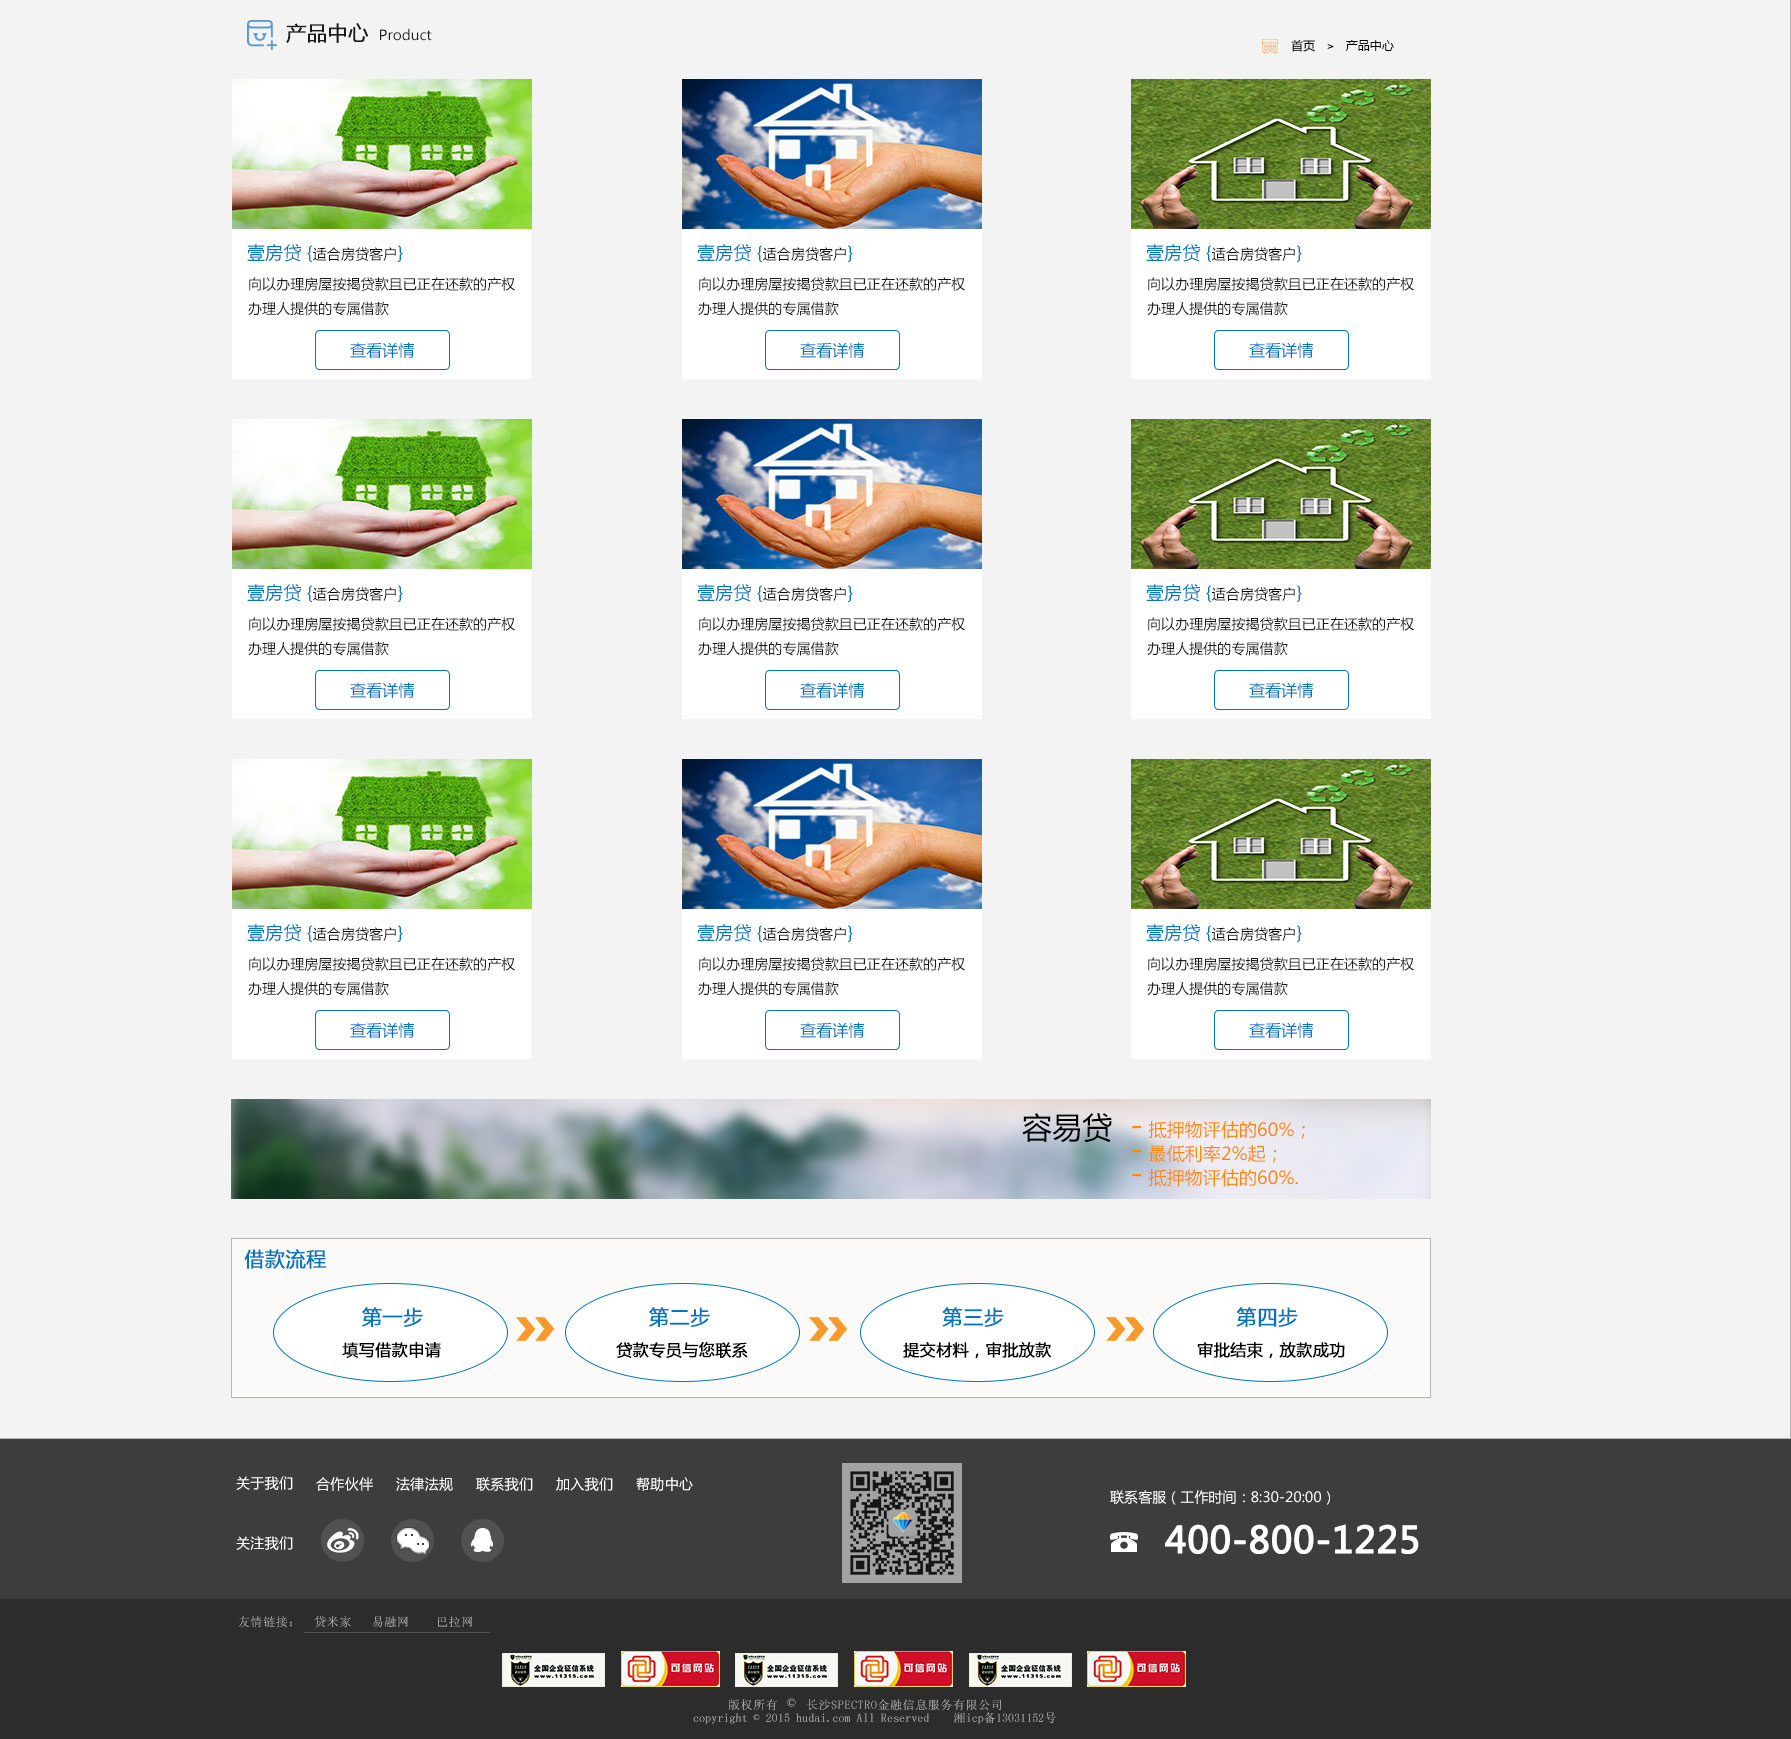 产品中心 Product
首页 > 产品中心
壹房贷 {适合房贷客户}
向以办理房屋按揭贷款且已正在还款的产权
办理人提供的专属借款
查看详情
壹房贷 {适合房贷客户}
向以办理房屋按揭贷款且已正在还款的产权
办理人提供的专属借款
查看详情
壹房贷 {适合房贷客户}
向以办理房屋按揭贷款且已正在还款的产权
办理人提供的专属借款
查看详情
壹房贷 {适合房贷客户}
向以办理房屋按揭贷款且已正在还款的产权
办理人提供的专属借款
查看详情
壹房贷 {适合房贷客户}
向以办理房屋按揭贷款且已正在还款的产权
办理人提供的专属借款
查看详情
壹房贷 {适合房贷客户}
向以办理房屋按揭贷款且已正在还款的产权
办理人提供的专属借款
查看详情
壹房贷 {适合房贷客户}
向以办理房屋按揭贷款且已正在还款的产权
办理人提供的专属借款
查看详情
壹房贷 {适合房贷客户}
向以办理房屋按揭贷款且已正在还款的产权
办理人提供的专属借款
查看详情
壹房贷 {适合房贷客户}
向以办理房屋按揭贷款且已正在还款的产权
办理人提供的专属借款
查看详情
容易贷
- 抵押物评估的60%；
- 最低利率2%起；
- 抵押物评估的60%.
借款流程
第一步
填写借款申请
第二步
贷款专员与您联系
第三步
提交材料，审批放款
第四步
审批结束，放款成功
关于我们 合作伙伴 法律法规 联系我们 加入我们 帮助中心
关注我们
联系客服（工作时间：8:30-20:00）
400-800-1225
友情链接： 贷米家 易融网 巴拉网
全国企业征信系统
www.11315.com
可信网站
全国企业征信系统
www.11315.com
可信网站
全国企业征信系统
www.11315.com
可信网站
版权所有 © 长沙SPECTRO金融信息服务有限公司
copyright © 2015 hudai.com All Reserved 湘icp备13031152号